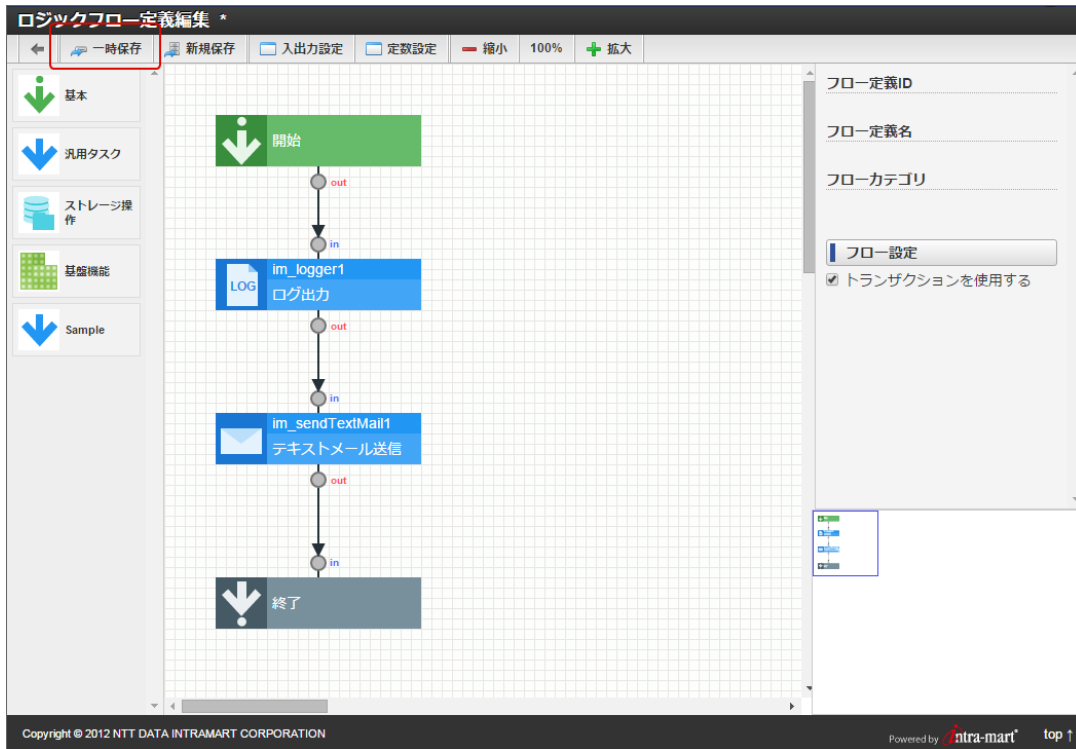 ロジックフロー定義編集 *
一時保存 新規保存 入出力設定 定数設定 縮小 100% 拡大
基本
汎用タスク
ストレージ操
作
基盤機能
Sample
開始
out
in
LOG
im_logger1
ログ出力
out
in
im_sendTextMail1
テキストメール送信
out
in
終了
フロー定義ID
フロー定義名
フローカテゴリ
フロー設定
トランザクションを使用する
Copyright © 2012 NTT DATA INTRAMART CORPORATION
Powered by intra-mart® top ↑